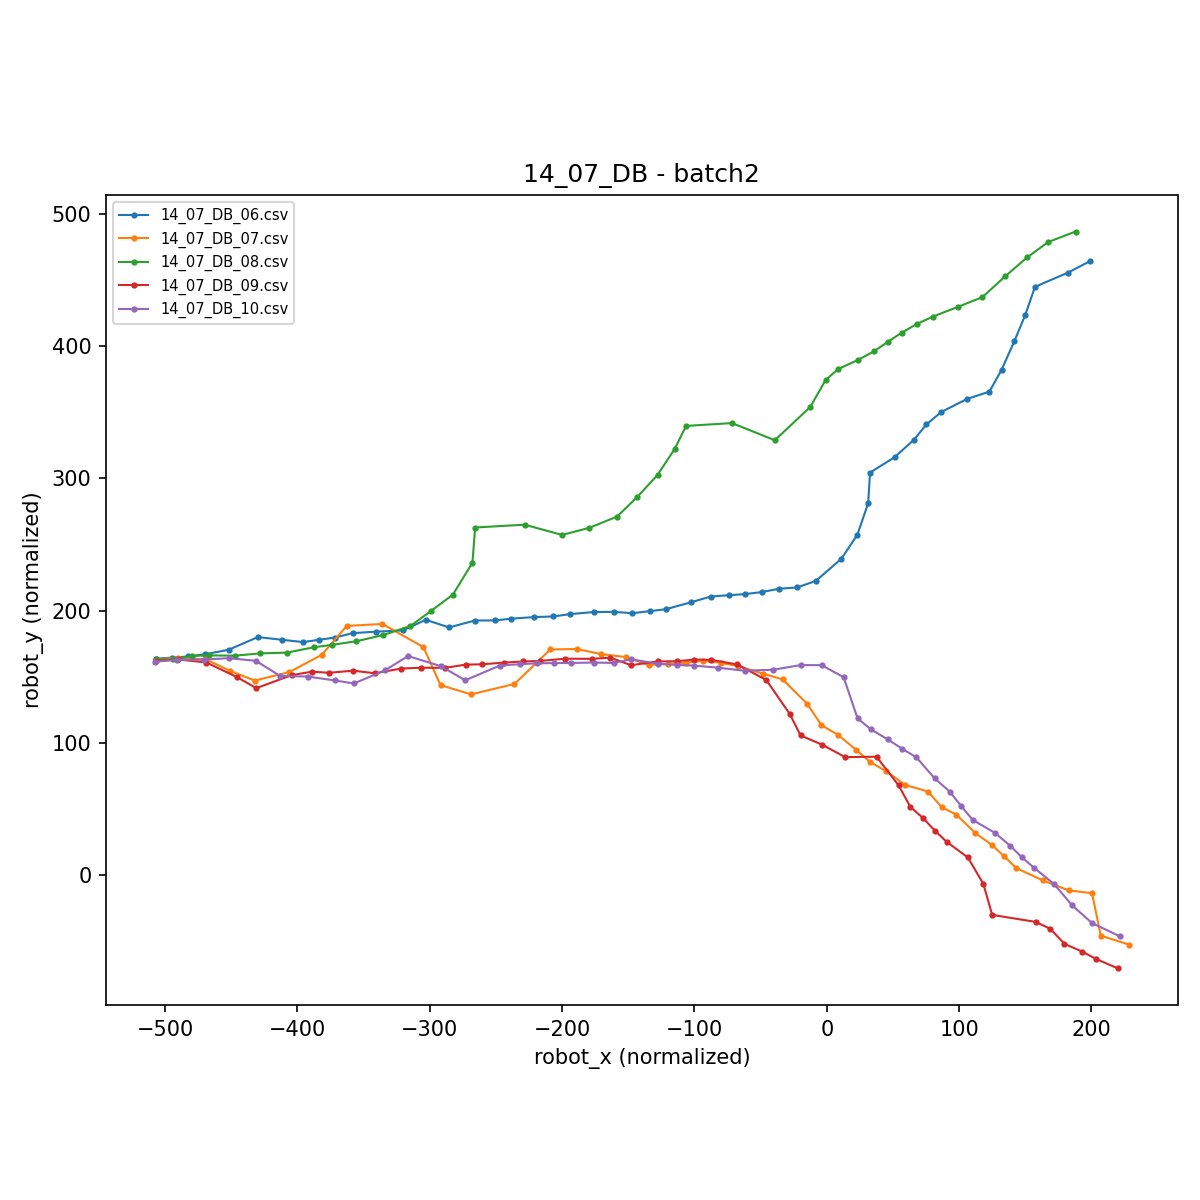 14_07_DB - batch2
500
400
300
200
100
0
14_07_DB_06.csv
14_07_DB_07.csv
14_07_DB_08.csv
14_07_DB_09.csv
14_07_DB_10.csv
robot_y (normalized)
−500 −400 −300 −200 −100 0 100 200
robot_x (normalized)